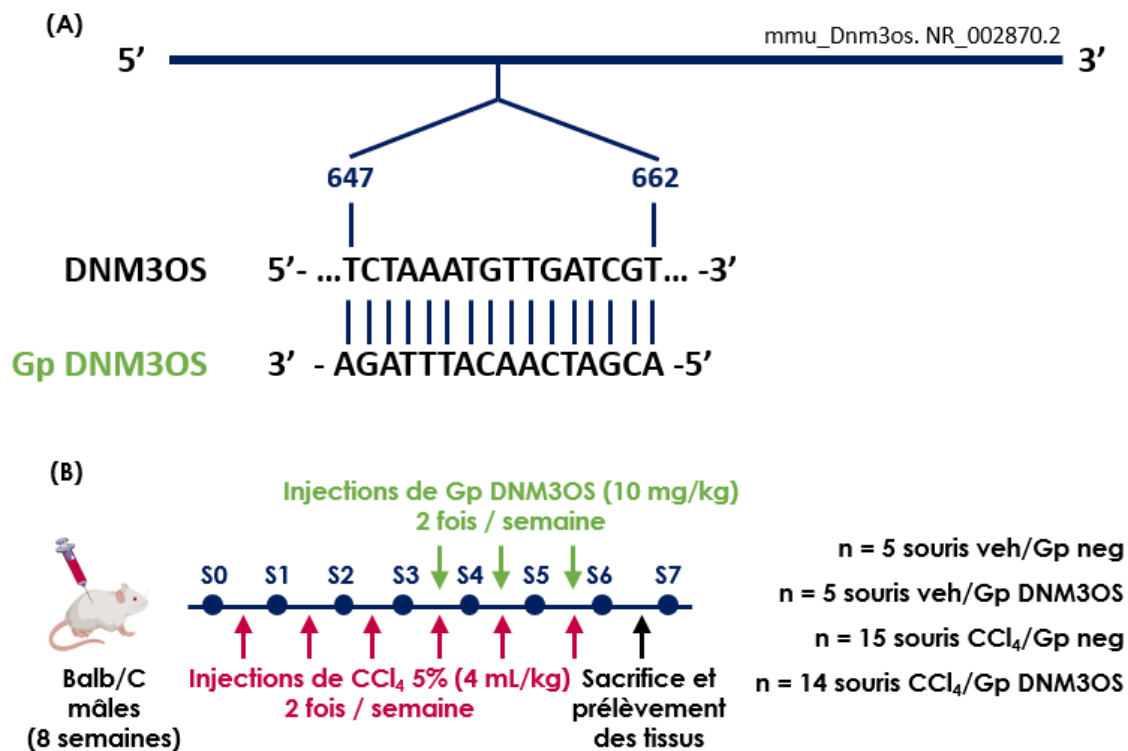 (A)
mmu_Dnm3os. NR_002870.2
5’ 3’
647 662
DNM3OS 5’- ...TCTAAATGTTGATCGT... -3’
Gp DNM3OS 3’ - AGATTTACAACTAGCA -5’
(B)
Injections de Gp DNM3OS (10 mg/kg)
2 fois / semaine
S0 S1 S2 S3 S4 S5 S6 S7
Injections de CCl₄ 5% (4 mL/kg)
2 fois / semaine
Sacrifice et
prélèvement
des tissus
Balb/C
mâles
(8 semaines)
n = 5 souris veh/Gp neg
n = 5 souris veh/Gp DNM3OS
n = 15 souris CCl₄/Gp neg
n = 14 souris CCl₄/Gp DNM3OS